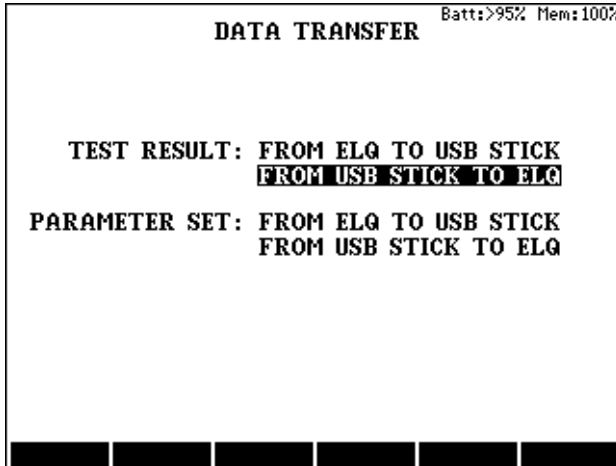 Batt:>95% Mem:100%
DATA TRANSFER
TEST RESULT: FROM ELQ TO USB STICK
FROM USB STICK TO ELQ
PARAMETER SET: FROM ELQ TO USB STICK
FROM USB STICK TO ELQ